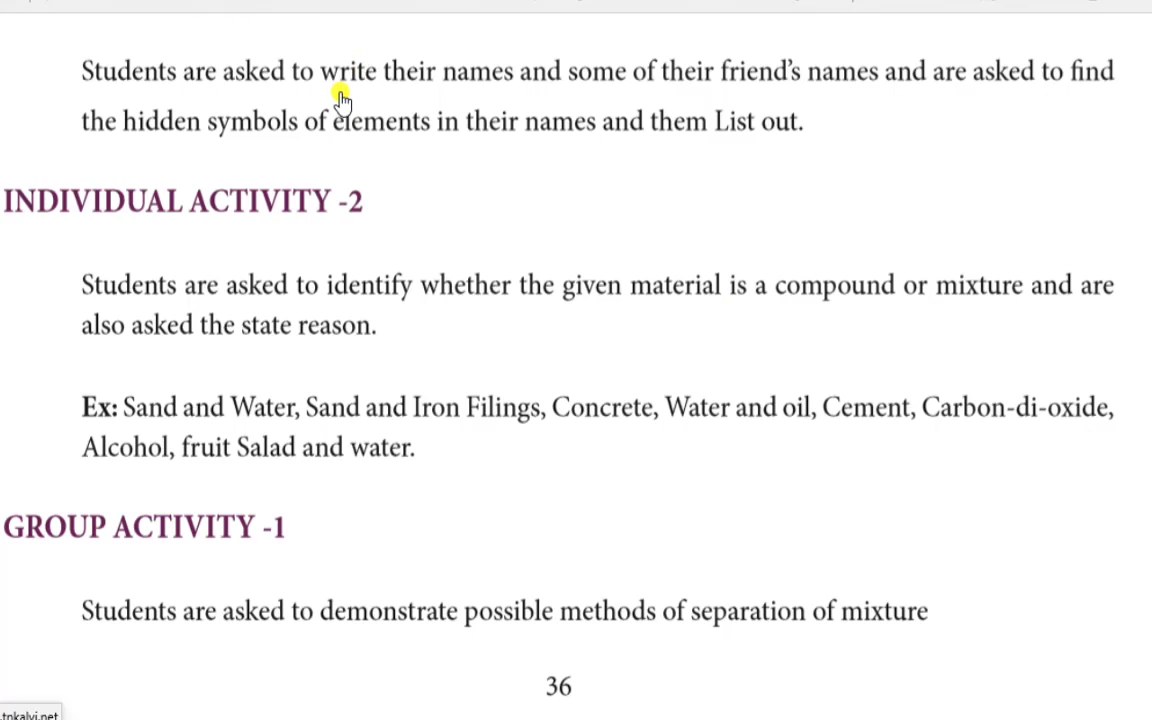 Students are asked to write their names and some of their friend’s names and are asked to find
the hidden symbols of elements in their names and them List out.
INDIVIDUAL ACTIVITY -2
Students are asked to identify whether the given material is a compound or mixture and are
also asked the state reason.
Ex: Sand and Water, Sand and Iron Filings, Concrete, Water and oil, Cement, Carbon-di-oxide,
Alcohol, fruit Salad and water.
GROUP ACTIVITY -1
Students are asked to demonstrate possible methods of separation of mixture
36
.tnkalvi.net